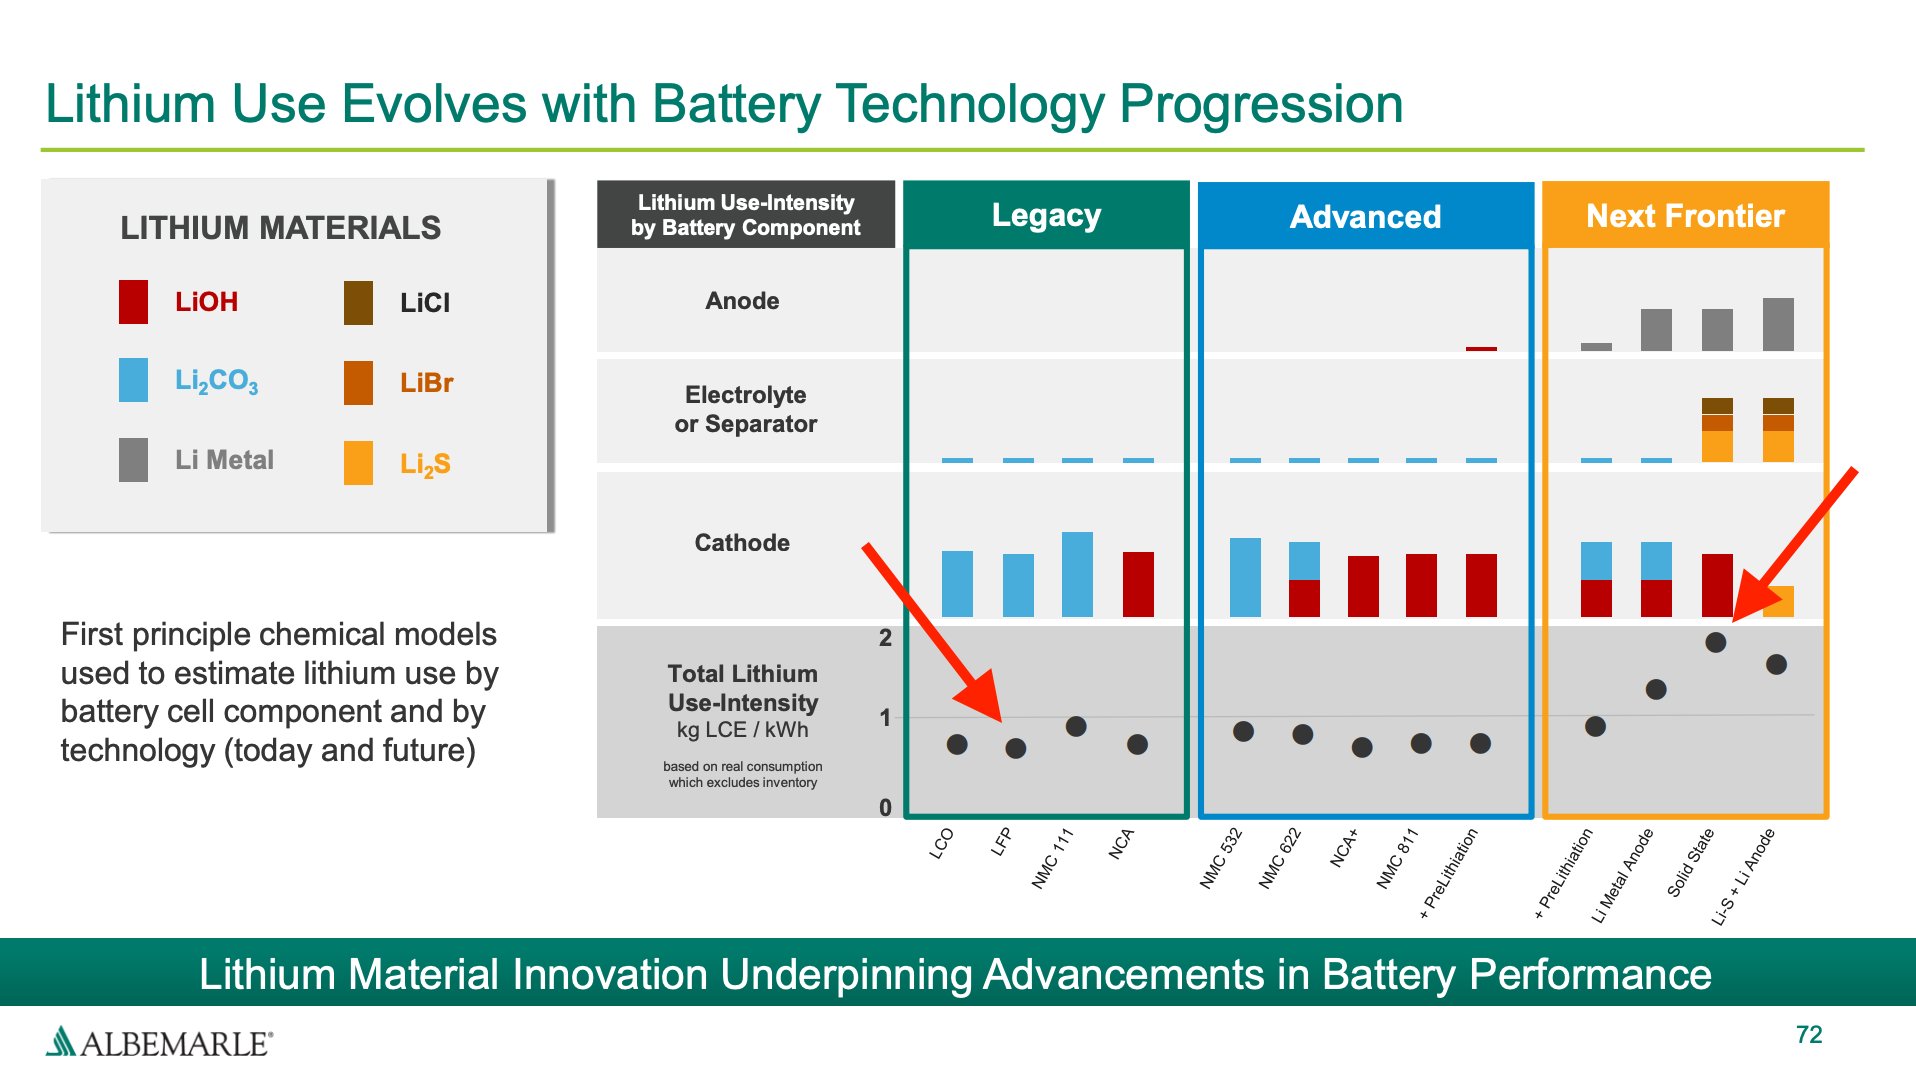 Lithium Use Evolves with Battery Technology Progression
LITHIUM MATERIALS
LiOH
LiCl
Li2CO3
LiBr
Li Metal
Li2S
First principle chemical models
used to estimate lithium use by
battery cell component and by
technology (today and future)
Lithium Use-Intensity
by Battery Component
Legacy
Advanced
Next Frontier
Anode
Electrolyte
or Separator
Cathode
Total Lithium
Use-Intensity
kg LCE / kWh
based on real consumption
which excludes inventory
2
1
0
LCO
LFP
NMC 111
NCA
NMC 532
NMC 622
NCA+
NMC 811
+ PreLithiation
+ PreLithiation
Li Metal Anode
Solid State
Li-S + Li Anode
Lithium Material Innovation Underpinning Advancements in Battery Performance
ALBEMARLE®
72